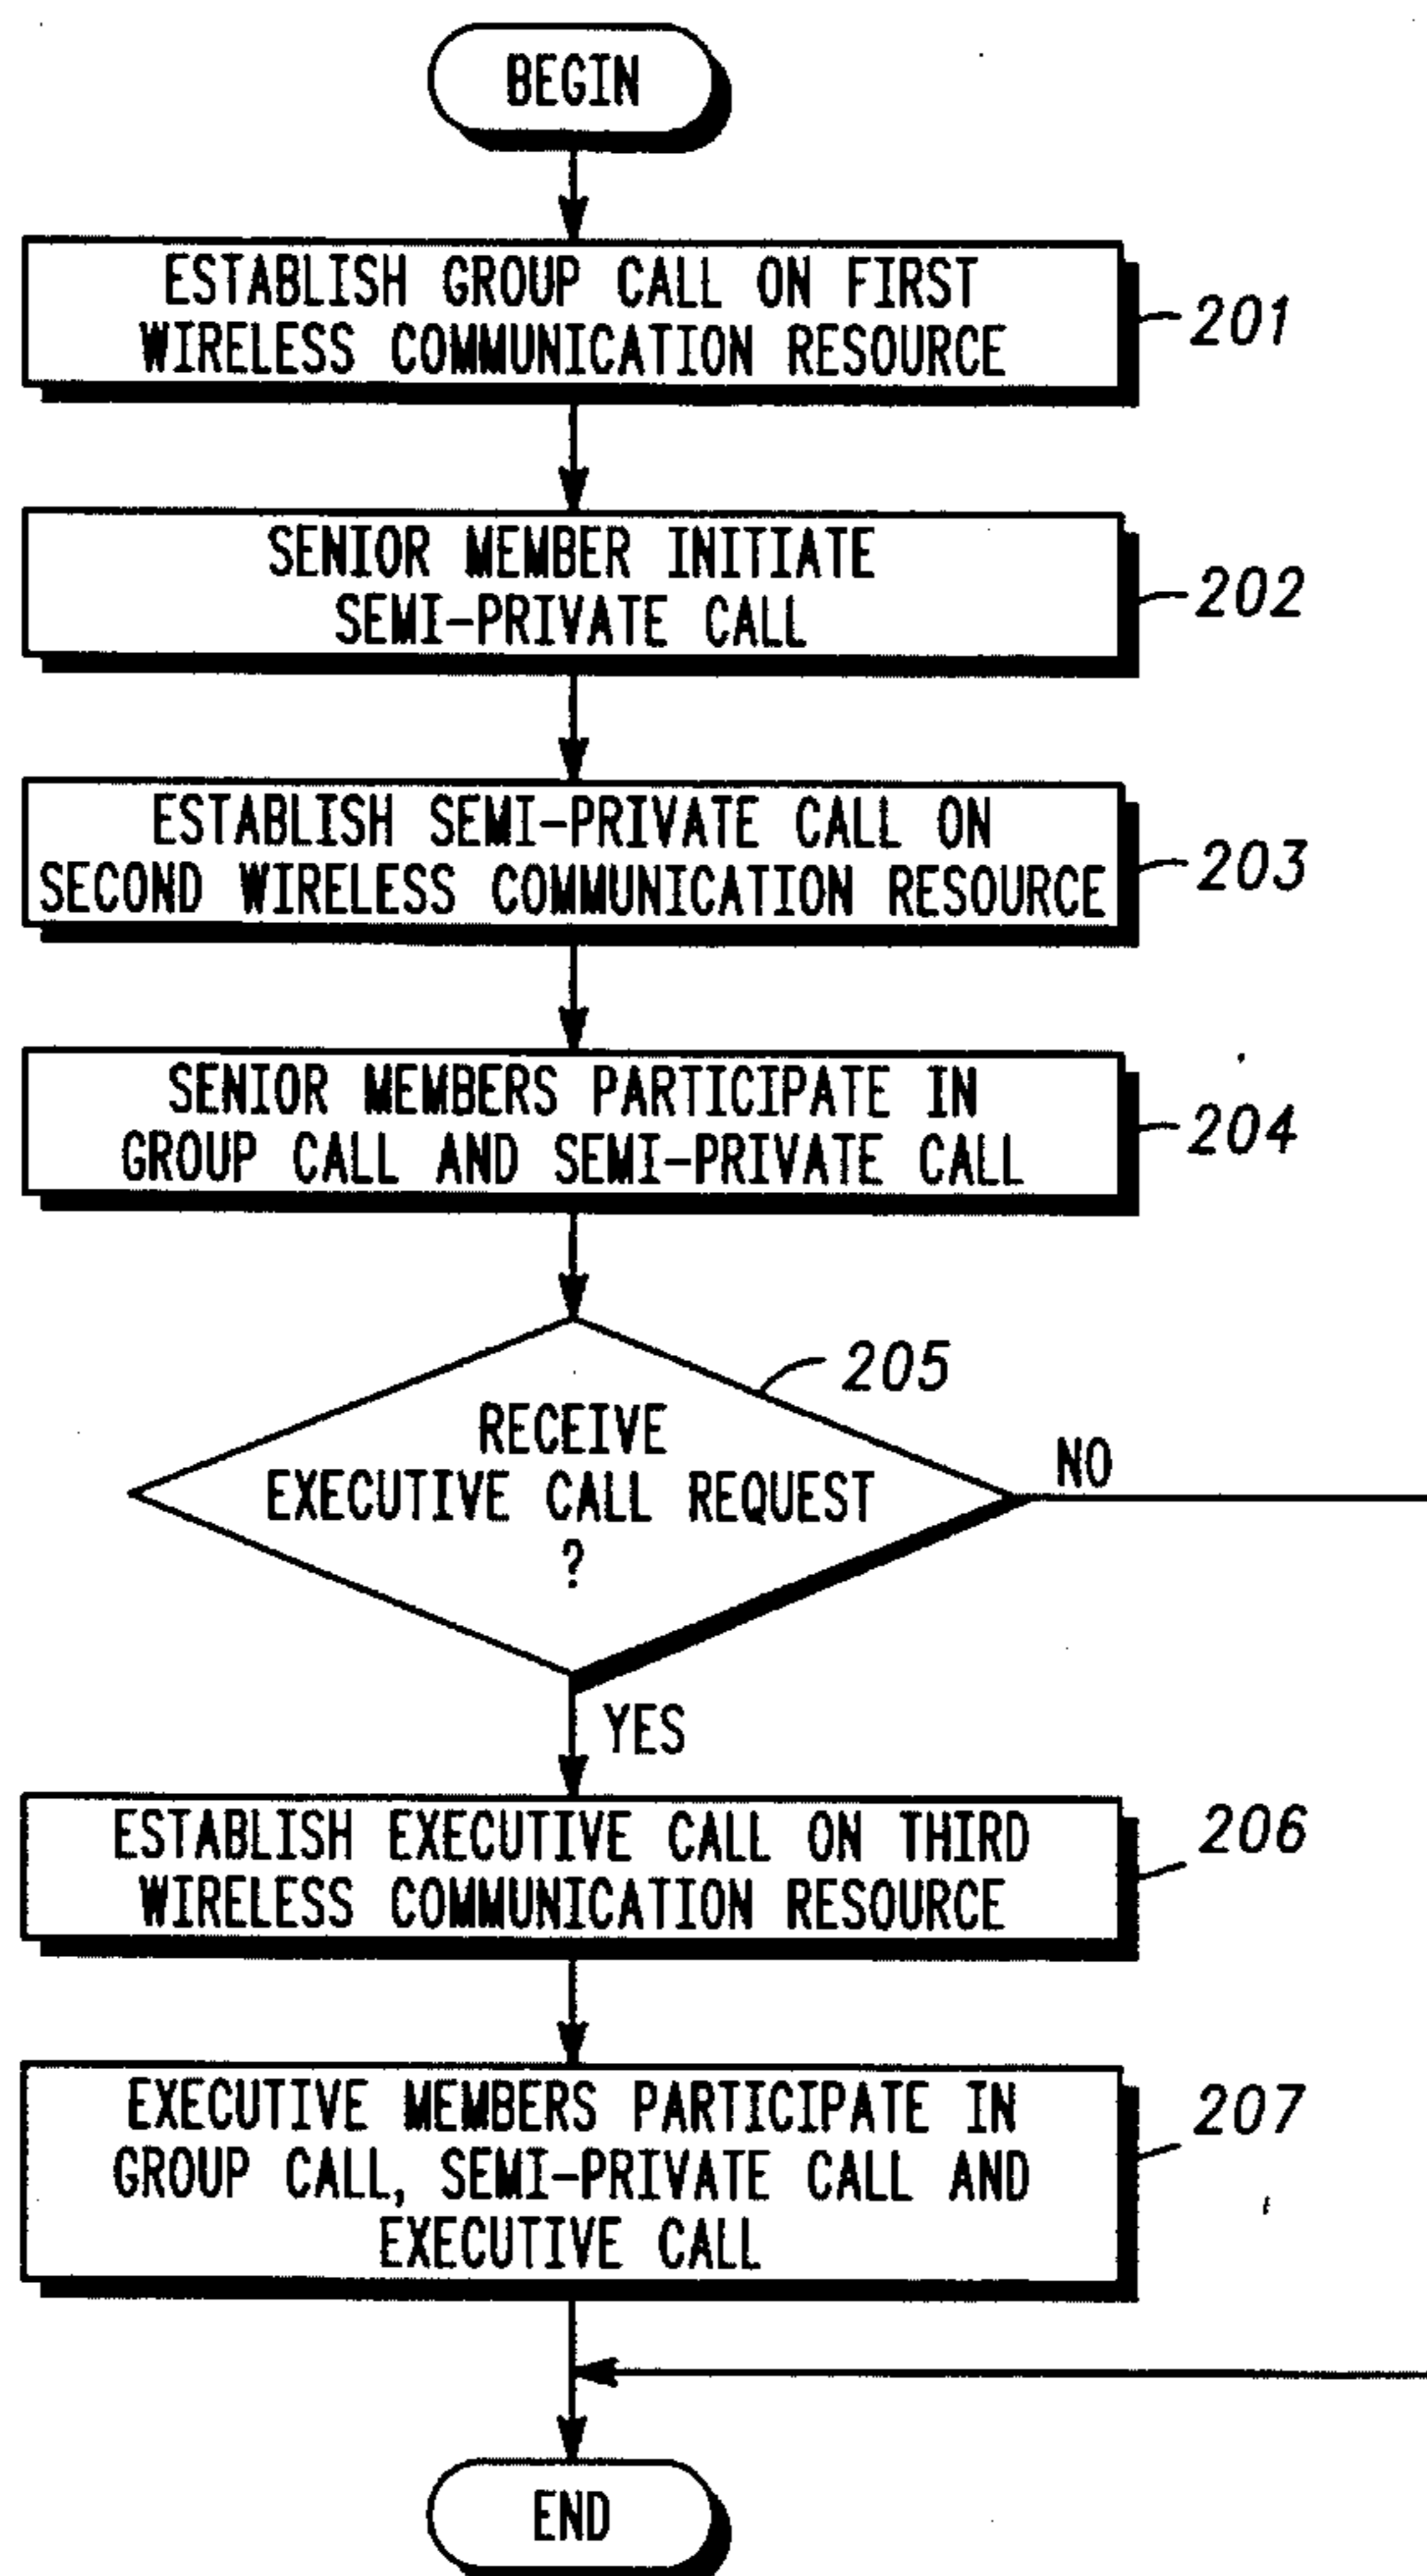 BEGIN
ESTABLISH GROUP CALL ON FIRST
WIRELESS COMMUNICATION RESOURCE
201
SENIOR MEMBER INITIATE
SEMI-PRIVATE CALL
202
ESTABLISH SEMI-PRIVATE CALL ON
SECOND WIRELESS COMMUNICATION RESOURCE
203
SENIOR MEMBERS PARTICIPATE IN
GROUP CALL AND SEMI-PRIVATE CALL
204
205
RECEIVE
EXECUTIVE CALL REQUEST
?
NO
YES
ESTABLISH EXECUTIVE CALL ON THIRD
WIRELESS COMMUNICATION RESOURCE
206
EXECUTIVE MEMBERS PARTICIPATE IN
GROUP CALL, SEMI-PRIVATE CALL AND
EXECUTIVE CALL
207
END